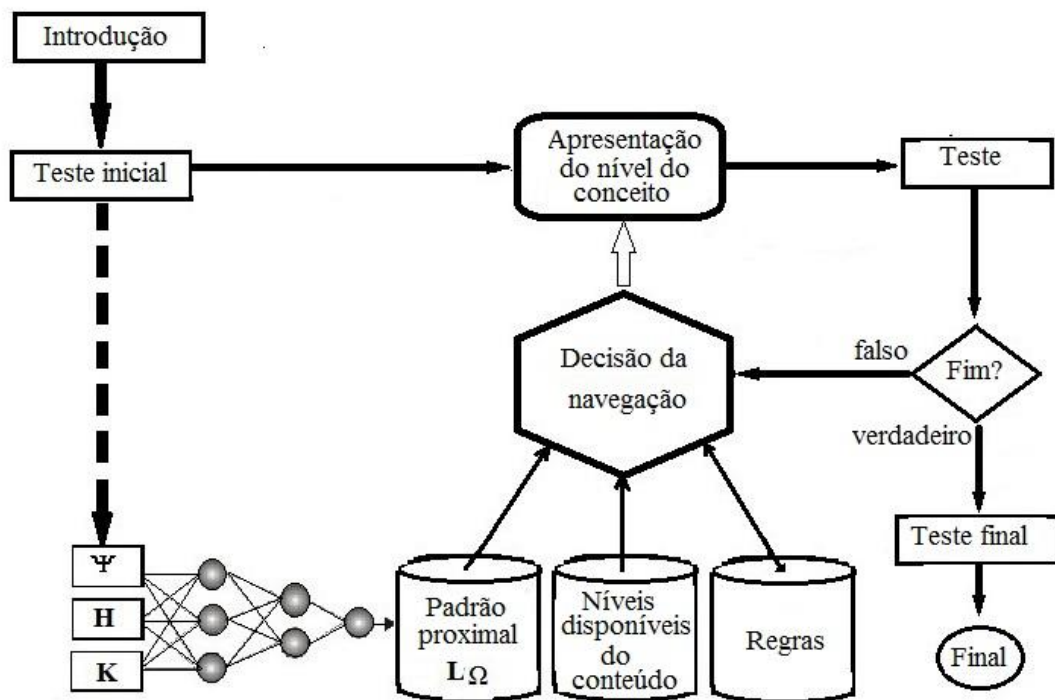 Introdução
Teste inicial
Apresentação
do nível do
conceito
Teste
Decisão da
navegação
falso
Fim?
verdadeiro
Teste final
Final
Ψ
H
K
Padrão
proximal
LΩ
Níveis
disponíveis
do
conteúdo
Regras